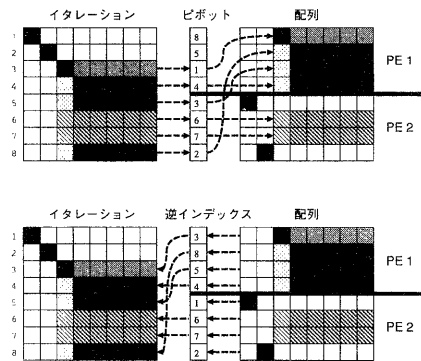 イタレーション ピボット 配列
1 8
2 5
3 1 PE 1
4 4
5 3
6 6
7 7 PE 2
8 2
イタレーション 逆インデックス 配列
1 3
2 8
3 5 PE 1
4 4
5 1
6 6
7 7 PE 2
8 2